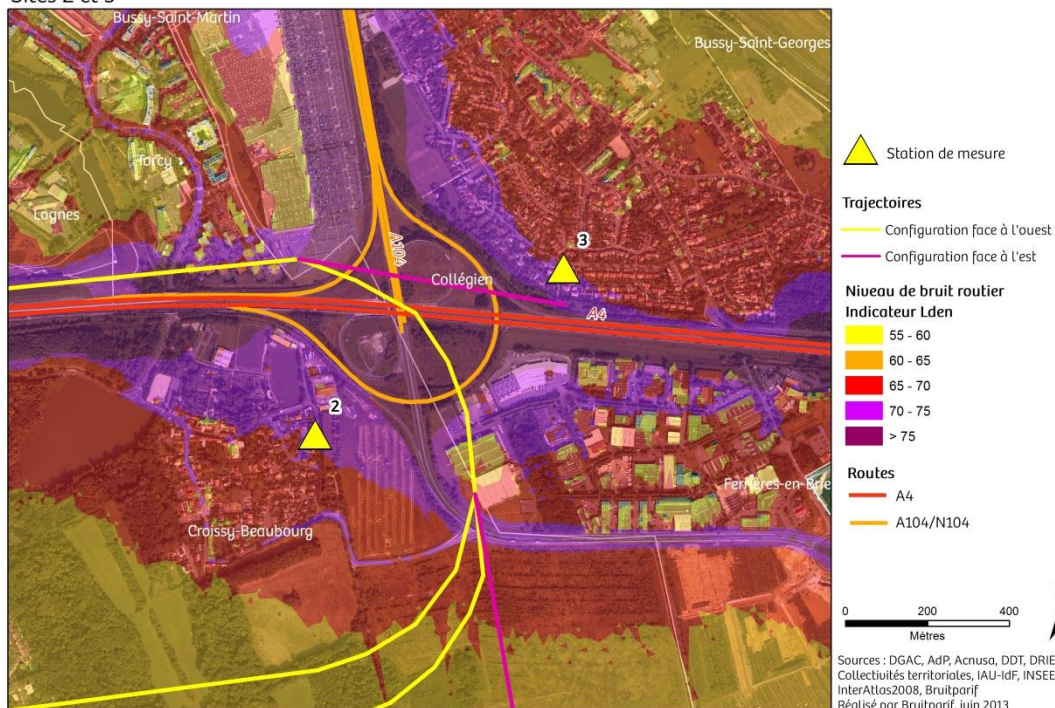 Sites 2 et 3
Bussy-Saint-Martin
Bussy-Saint-Georges
Torcy
Lognes
A104
Collégien
3
A4
2
Ferrières-en-Brie
Croissy-Beaubourg
Station de mesure
Trajectoires
Configuration face à l'ouest
Configuration face à l'est
Niveau de bruit routier
Indicateur Lden
55 - 60
60 - 65
65 - 70
70 - 75
> 75
Routes
A4
A104/N104
0 200 400
Mètres
Sources : DGAC, AdP, Acnusa, DDT, DRIE
Collectivités territoriales, IAU-IdF, INSEE
InterAtlas2008, Bruitparif
Réalisé par Bruitparif, juin 2013